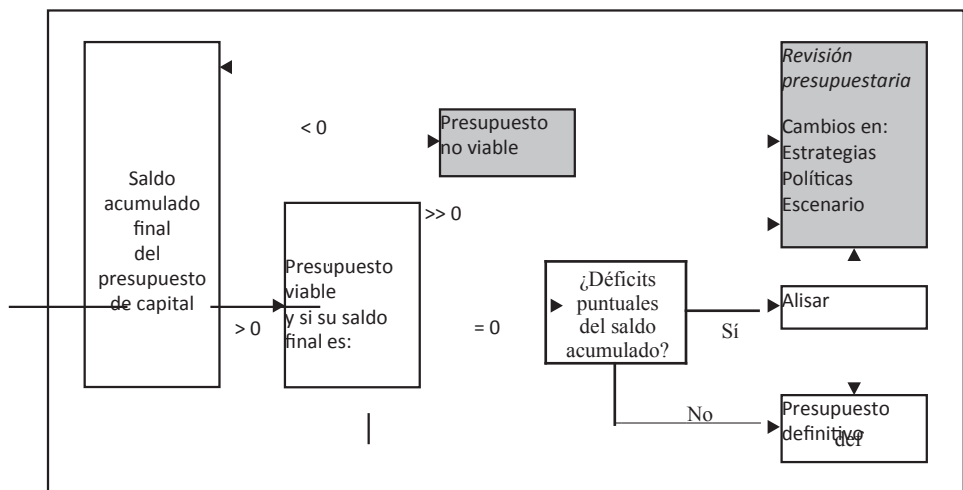 Saldo
acumulado
final
del
presupuesto
de capital
< 0
> 0
Presupuesto
no viable
Presupuesto
viable
y si su saldo
final es:
>> 0
= 0
¿Déficits
puntuales
del saldo
acumulado?
Sí
No
Revisión
presupuestaria
Cambios en:
Estrategias
Políticas
Escenario
Alisar
Presupuesto
definitivo
def